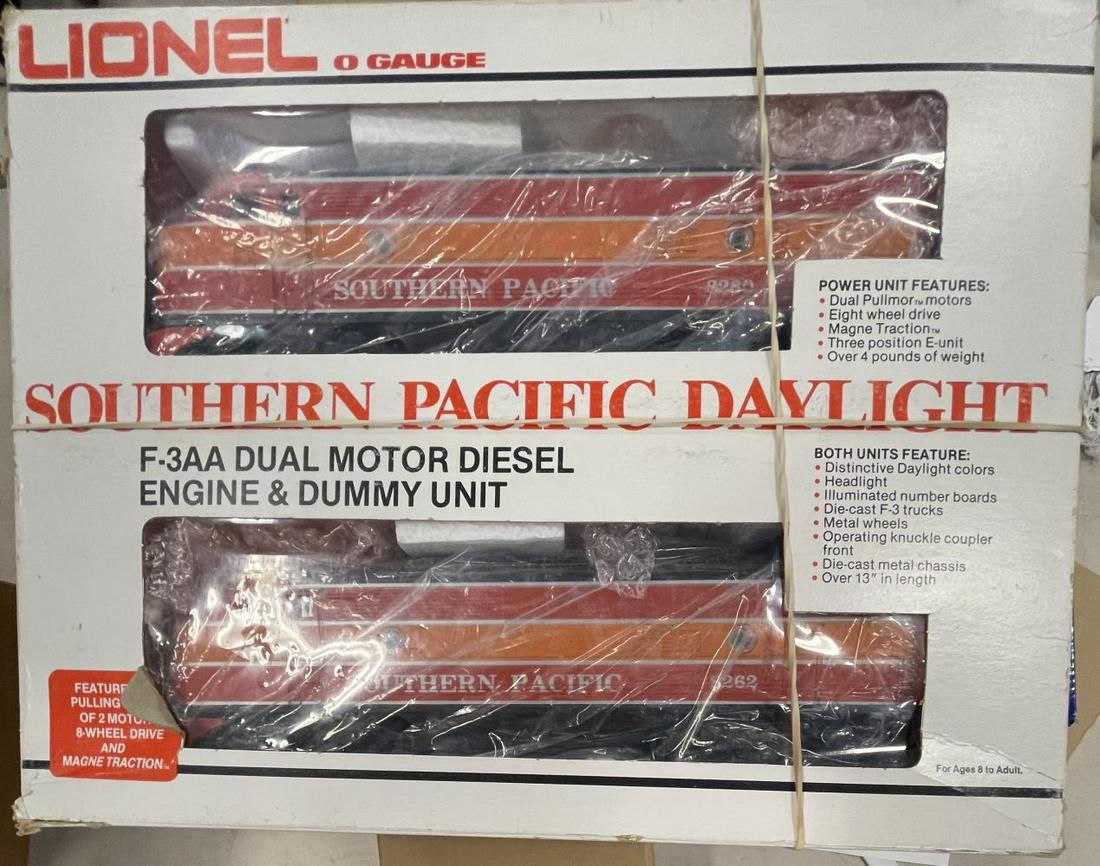 LIONEL O GAUGE
SOUTHERN PACIFIC 8260
POWER UNIT FEATURES:
• Dual Pullmor™ motors
• Eight wheel drive
• Magne Traction™
• Three position E-unit
• Over 4 pounds of weight
SOUTHERN PACIFIC DAYLIGHT
F-3AA DUAL MOTOR DIESEL
ENGINE & DUMMY UNIT
BOTH UNITS FEATURE:
• Distinctive Daylight colors
• Headlight
• Illuminated number boards
• Die-cast F-3 trucks
• Metal wheels
• Operating knuckle coupler
front
• Die-cast metal chassis
• Over 13" in length
SOUTHERN PACIFIC 8262
FEATURE
PULLING
OF 2 MOTOR
8-WHEEL DRIVE
AND
MAGNE TRACTION™
For Ages 8 to Adult.